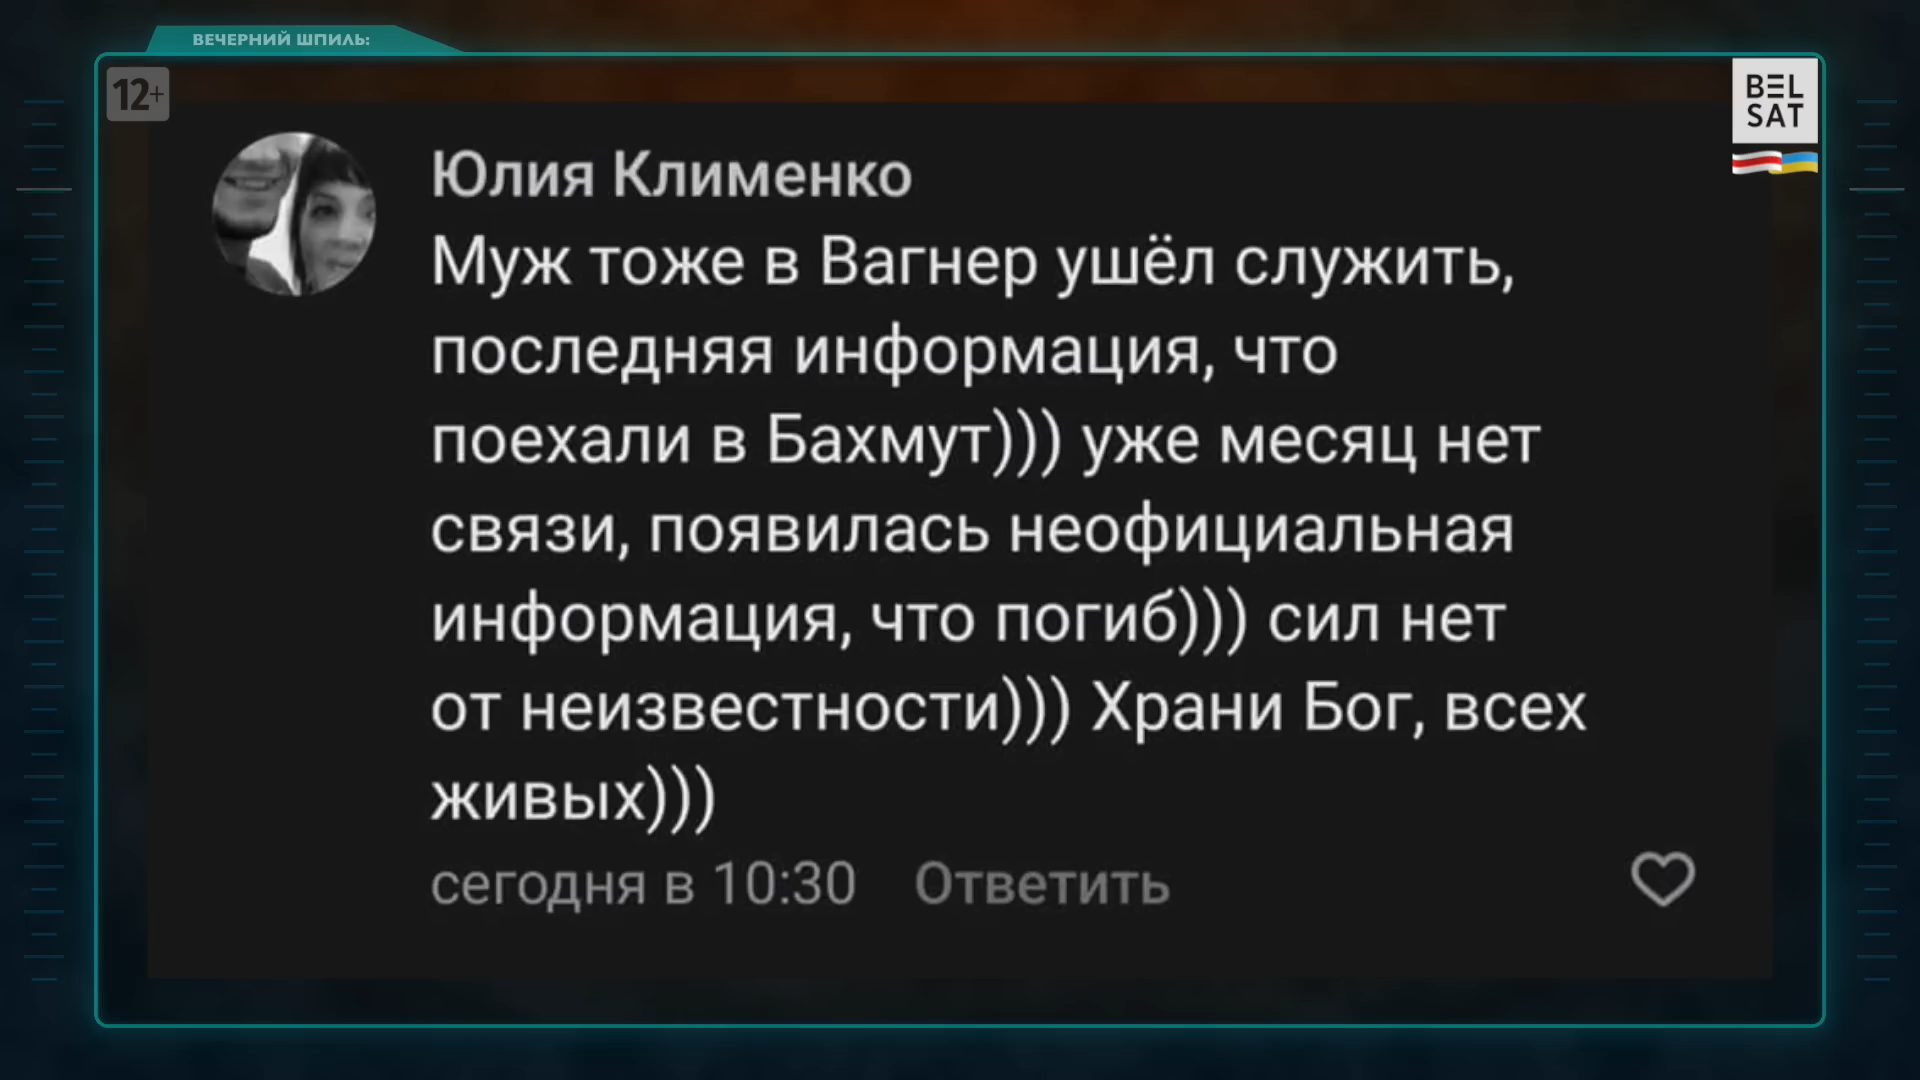 ВЕЧЕРНИЙ ШПИЛЬ:
12+
BEL
SAT
Юлия Клименко
Муж тоже в Вагнер ушёл служить,
последняя информация, что
поехали в Бахмут))) уже месяц нет
связи, появилась неофициальная
информация, что погиб))) сил нет
от неизвестности))) Храни Бог, всех
живых)))
сегодня в 10:30 Ответить